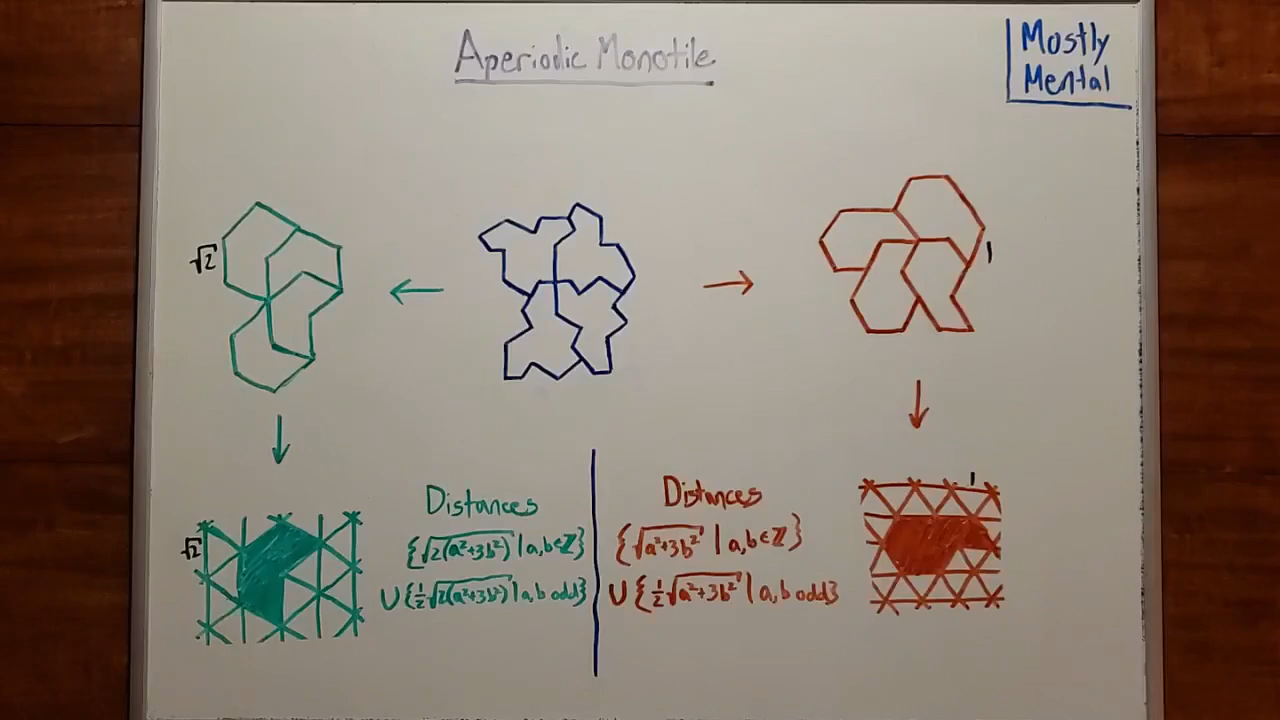 Aperiodic Monotile
Mostly
Mental
√2
1
Distances
{√2(a²+3b²) | a,b∈ℤ}
∪{½√2(a²+3b²) | a,b odd}
Distances
{√a²+3b² | a,b∈ℤ}
∪{½√a²+3b² | a,b odd}
√2
1